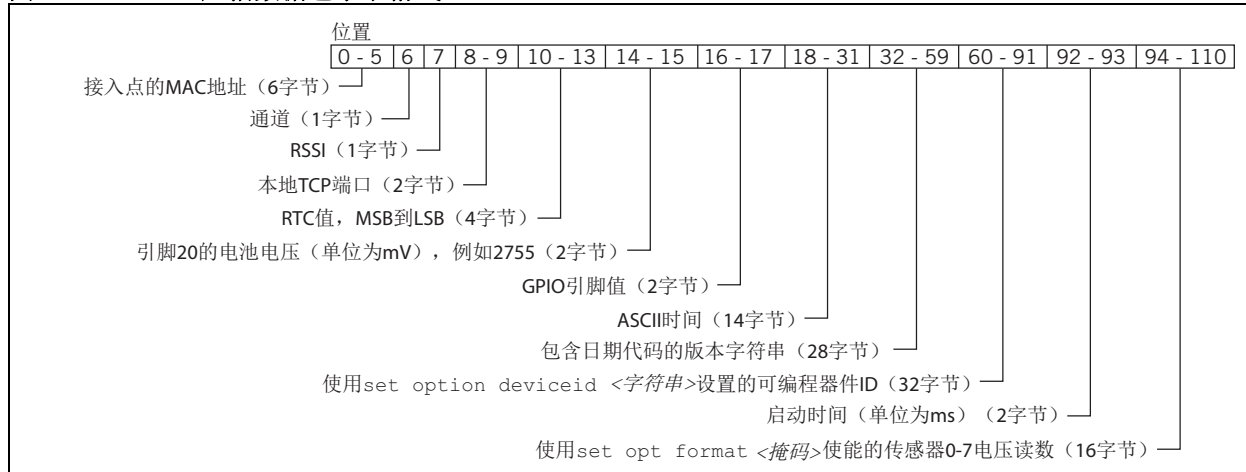 位置
0 - 5 6 7 8 - 9 10 - 13 14 - 15 16 - 17 18 - 31 32 - 59 60 - 91 92 - 93 94 - 110
接入点的MAC地址（6字节）
通道（1字节）
RSSI（1字节）
本地TCP端口（2字节）
RTC值，MSB到LSB（4字节）
引脚20的电池电压（单位为mV），例如2755（2字节）
GPIO引脚值（2字节）
ASCII时间（14字节）
包含日期代码的版本字符串（28字节）
使用set option deviceid <字符串>设置的可编程器件ID（32字节）
启动时间（单位为ms）（2字节）
使用set opt format <掩码>使能的传感器0-7电压读数（16字节）